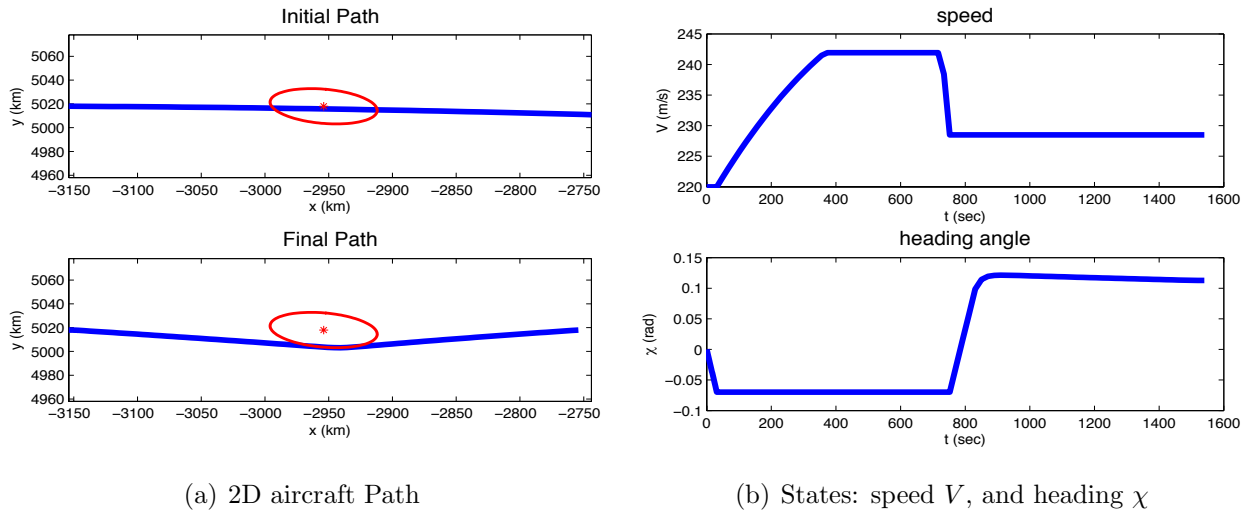 Initial Path
5060
5040
5020
5000
4980
4960
y (km)
−3150 −3100 −3050 −3000 −2950 −2900 −2850 −2800 −2750
x (km)
Final Path
5060
5040
5020
5000
4980
4960
y (km)
−3150 −3100 −3050 −3000 −2950 −2900 −2850 −2800 −2750
x (km)
(a) 2D aircraft Path
speed
245
240
235
230
225
220
V (m/s)
0 200 400 600 800 1000 1200 1400 1600
t (sec)
heading angle
0.15
0.1
0.05
0
−0.05
−0.1
χ (rad)
0 200 400 600 800 1000 1200 1400 1600
t (sec)
(b) States: speed V, and heading χ